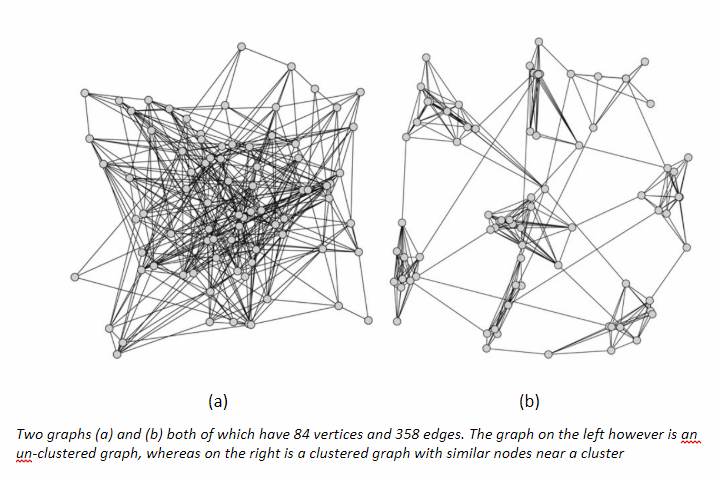 (a) (b)
Two graphs (a) and (b) both of which have 84 vertices and 358 edges. The graph on the left however is an
un-clustered graph, whereas on the right is a clustered graph with similar nodes near a cluster